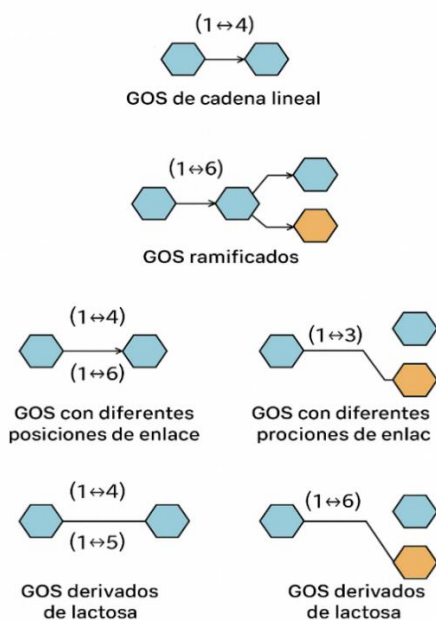 (1↔4)
GOS de cadena lineal
(1↔6)
GOS ramificados
(1↔4)
(1↔6)
GOS con diferentes
posiciones de enlace
(1↔3)
GOS con diferentes
prociones de enlac
(1↔4)
(1↔5)
GOS derivados
de lactosa
(1↔6)
GOS derivados
de lactosa